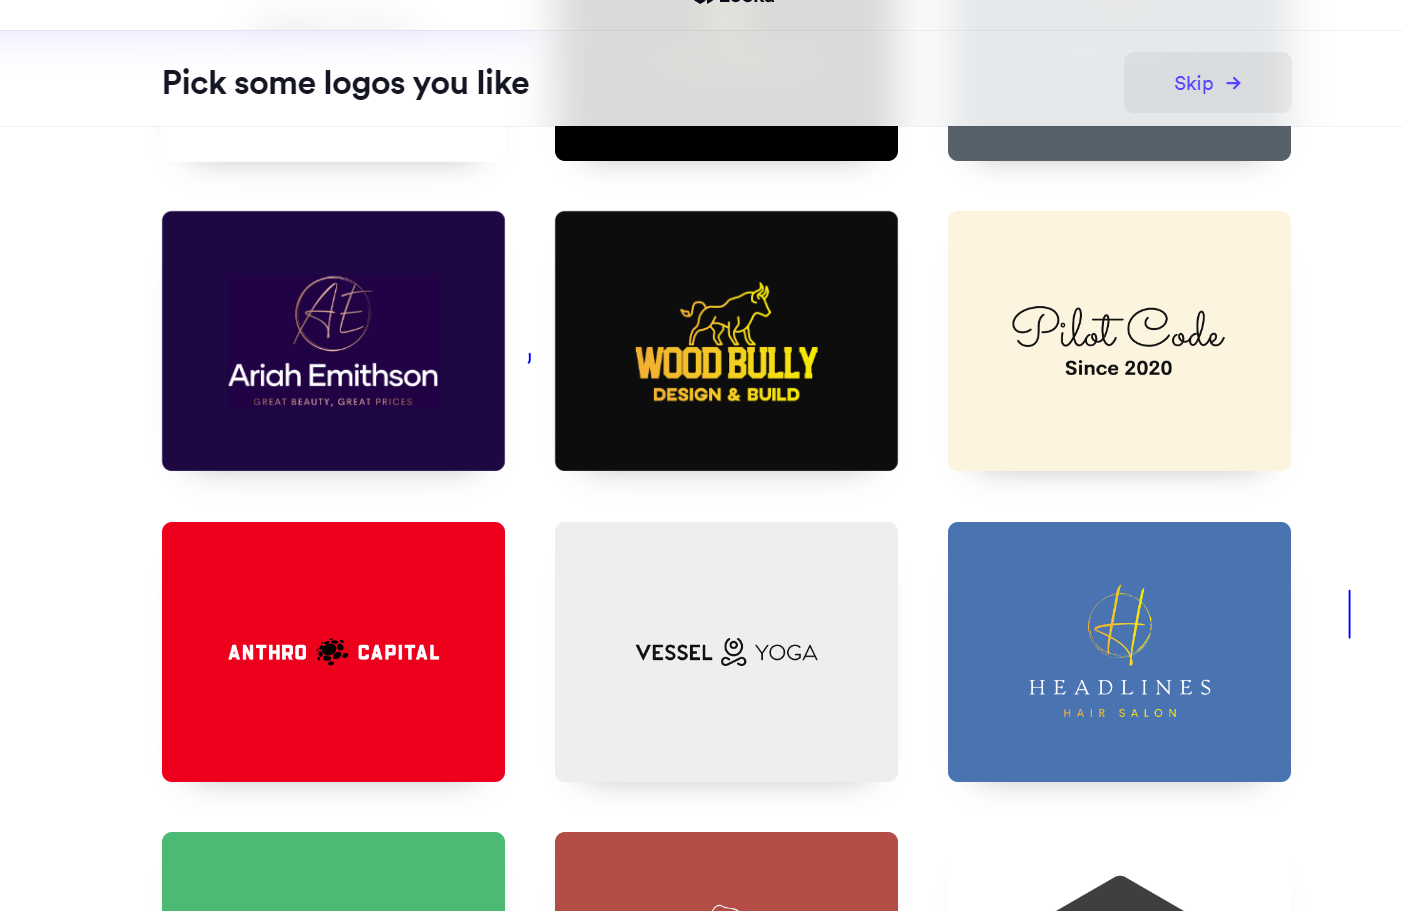 Pick some logos you like
Skip →
AE
Ariah Emithson
GREAT BEAUTY, GREAT PRICES
WOOD BULLY
DESIGN & BUILD
Pilot Code
Since 2020
ANTHRO CAPITAL
VESSEL YOGA
H
HEADLINES
HAIR SALON